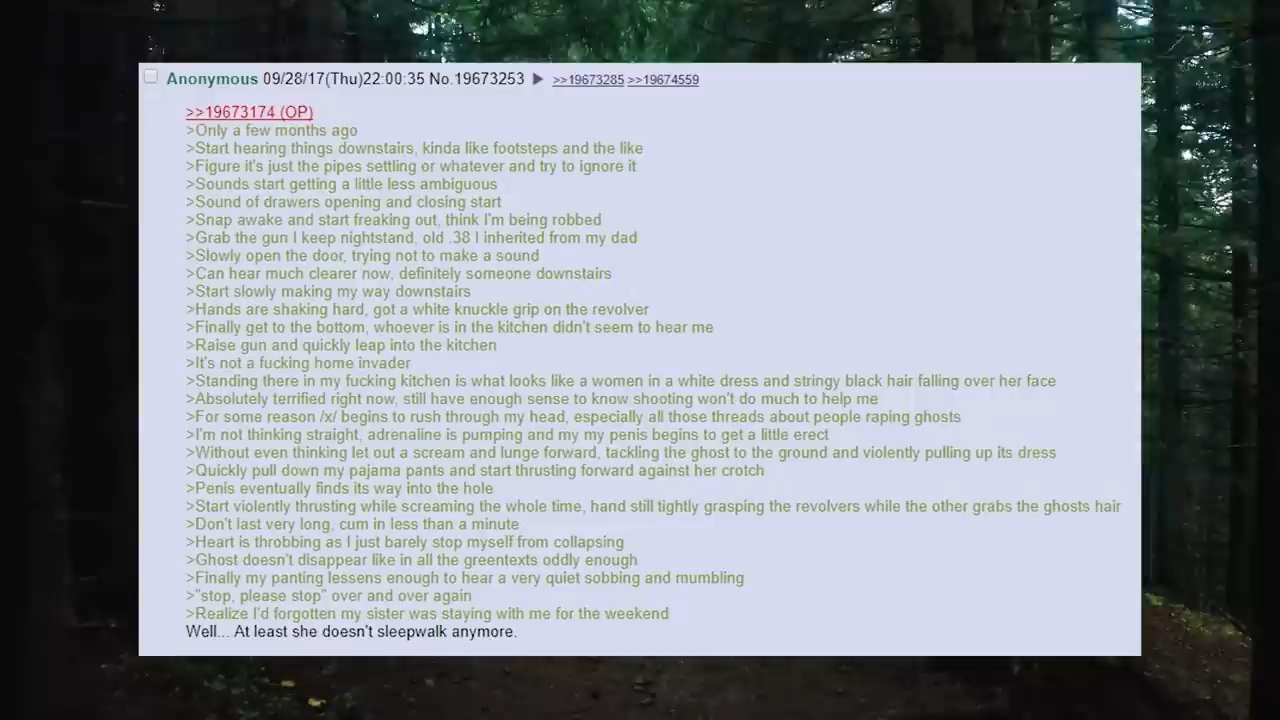 Anonymous 09/28/17(Thu)22:00:35 No.19673253 ▶ >>19673285 >>19674559
>>19673174 (OP)
>Only a few months ago
>Start hearing things downstairs, kinda like footsteps and the like
>Figure it's just the pipes settling or whatever and try to ignore it
>Sounds start getting a little less ambiguous
>Sound of drawers opening and closing start
>Snap awake and start freaking out, think I'm being robbed
>Grab the gun I keep nightstand, old .38 I inherited from my dad
>Slowly open the door, trying not to make a sound
>Can hear much clearer now, definitely someone downstairs
>Start slowly making my way downstairs
>Hands are shaking hard, got a white knuckle grip on the revolver
>Finally get to the bottom, whoever is in the kitchen didn't seem to hear me
>Raise gun and quickly leap into the kitchen
>It's not a fucking home invader
>Standing there in my fucking kitchen is what looks like a women in a white dress and stringy black hair falling over her face
>Absolutely terrified right now, still have enough sense to know shooting won't do much to help me
>For some reason /x/ begins to rush through my head, especially all those threads about people raping ghosts
>I'm not thinking straight, adrenaline is pumping and my my penis begins to get a little erect
>Without even thinking let out a scream and lunge forward, tackling the ghost to the ground and violently pulling up its dress
>Quickly pull down my pajama pants and start thrusting forward against her crotch
>Penis eventually finds its way into the hole
>Start violently thrusting while screaming the whole time, hand still tightly grasping the revolvers while the other grabs the ghosts hair
>Don't last very long, cum in less than a minute
>Heart is throbbing as I just barely stop myself from collapsing
>Ghost doesn't disappear like in all the greentexts oddly enough
>Finally my panting lessens enough to hear a very quiet sobbing and mumbling
>"stop, please stop" over and over again
>Realize I'd forgotten my sister was staying with me for the weekend
Well... At least she doesn't sleepwalk anymore.